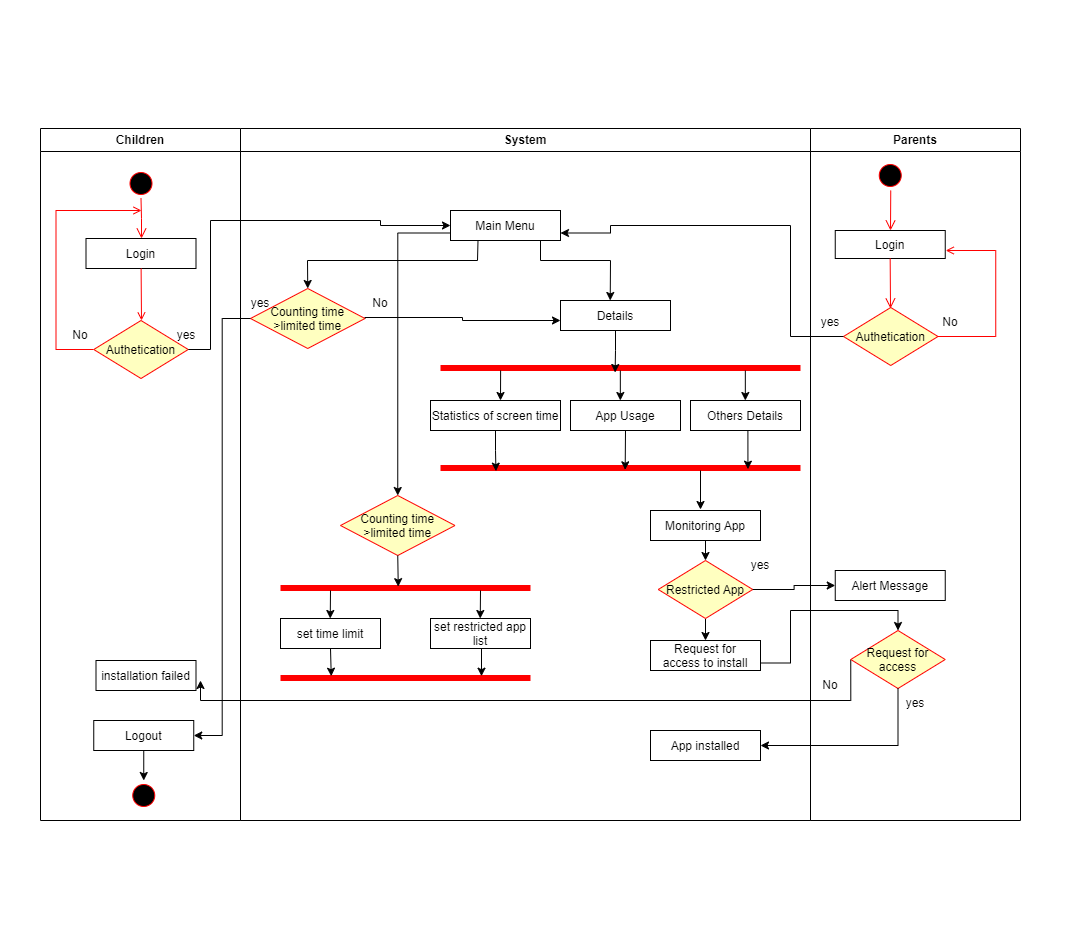 Children
System
Parents
Main Menu
Login
Login
yes
No
Counting time
>limited time
Details
No
yes
Authetication
yes
No
Authetication
Statistics of screen time
App Usage
Others Details
Counting time
>limited time
Monitoring App
yes
Restricted App
Alert Message
set time limit
set restricted app
list
Request for
access to install
Request for
access
installation failed
No
yes
Logout
App installed